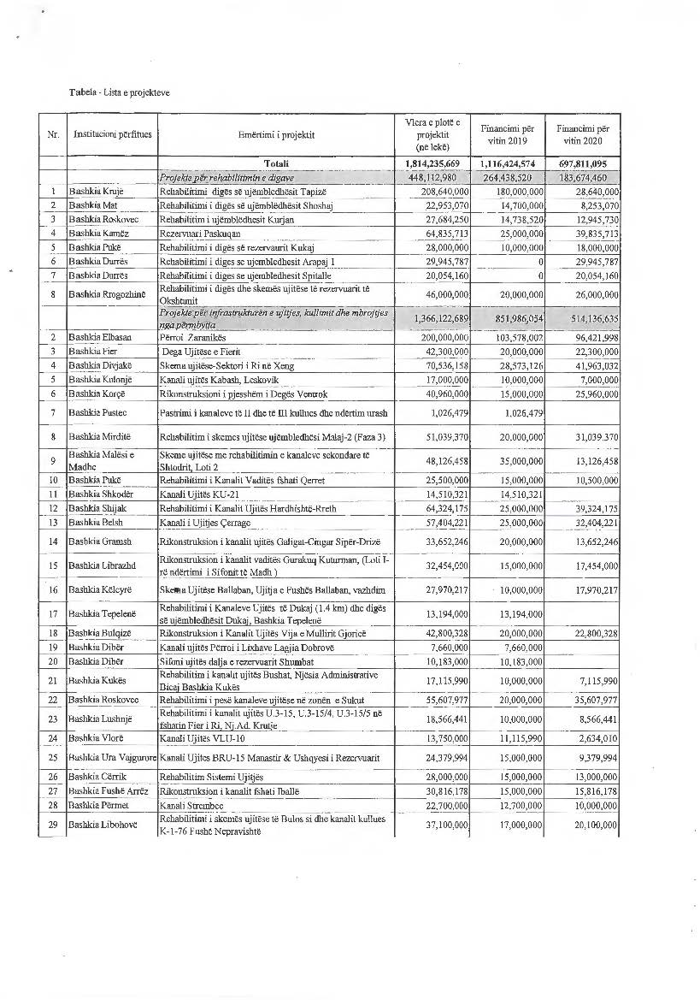 Tabela - Lista e projekteve
Nr. Institucioni përfitues Emërtimi i projektit Vlera e plotë e projektit (në lekë) Financimi për vitin 2019 Financimi për vitin 2020
Totali 1,814,235,669 1,116,424,574 697,811,095
Projekte për rehabilitimin e digave 448,112,980 264,438,520 183,674,460
1 Bashkia Krujë Rehabilitimi digës së ujëmbledhësit Tapizë 208,640,000 180,000,000 28,640,000
2 Bashkia Mat Rehabilitimi i digës së ujëmblëdhësit Shoshaj 22,953,070 14,700,000 8,253,070
3 Bashkia Roskovec Rehabilitim i ujëmblëdhesit Kurjan 27,684,250 14,738,520 12,945,730
4 Bashkia Kamëz Rezervuari Paskuqan 64,835,713 25,000,000 39,835,713
5 Bashkia Pukë Rehabilitimi i digës së rezervaurit Kukaj 28,000,000 10,000,000 18,000,000
6 Bashkia Durrës Rehabilitimi i diges se ujembledhesit Arapaj 1 29,945,787 0 29,945,787
7 Bashkia Durrës Rehabilitimi i diges se ujembledhesit Spitalle 20,054,160 0 20,054,160
8 Bashkia Rrogozhinë Rehabilitimi i digës dhe skemës ujitëse të rezervuarit të
Okshtunit 46,000,000 20,000,000 26,000,000
Projekte për infrastrukturën e ujitjes, kullimit dhe mbrojtjes
nga përmbytja 1,366,122,689 851,986,054 514,136,635
2 Bashkia Elbasan Përroi Zaranikës 200,000,000 103,578,002 96,421,998
3 Bashkia Fier Dega Ujitëse e Fierit 42,300,000 20,000,000 22,300,000
4 Bashkia Divjakë Skema ujitëse-Sektori i Ri në Xeng 70,536,158 28,573,126 41,963,032
5 Bashkia Kolonjë Kanali ujitës Kabash, Leskovik 17,000,000 10,000,000 7,000,000
6 Bashkia Korçë Rikonstruksioni i pjesshëm i Degës Ventrok 40,960,000 15,000,000 25,960,000
7 Bashkia Pustec Pastrimi i kanaleve të II dhe të III kullues dhe ndërtim urash 1,026,479 1,026,479
8 Bashkia Mirditë Rehabilitim i skemes ujitëse ujëmbledhësi Malaj-2 (Faza 3) 51,039,370 20,000,000 31,039,370
9 Bashkia Malësi e
Madhe Skeme ujitëse me rehabilitimin e kanaleve sekondare të
Shtodrit, Loti 2 48,126,458 35,000,000 13,126,458
10 Bashkia Pukë Rehabilitimi i Kanalit Vaditës fshati Qerret 25,500,000 15,000,000 10,500,000
11 Bashkia Shkodër Kanali Ujitës KU-21 14,510,321 14,510,321
12 Bashkia Shijak Rehabilitimi i Kanalit Ujitës Hardhishtë-Rreth 64,324,175 25,000,000 39,324,175
13 Bashkia Belsh Kanali i Ujitjes Çerrage 57,404,221 25,000,000 32,404,221
14 Bashkia Gramsh Rikonstruksion i kanalit ujitës Galigat-Cingar Sipër-Drizë 33,652,246 20,000,000 13,652,246
15 Bashkia Librazhd Rikonstruksion i kanalit vaditës Gurakuq Kuturman, (Loti I-
rë ndërtimi i Sifonit të Madh ) 32,454,000 15,000,000 17,454,000
16 Bashkia Këlcyrë Skema Ujitëse Ballaban, Ujitja e Fushës Ballaban, vazhdim 27,970,217 10,000,000 17,970,217
17 Bashkia Tepelenë Rehabilitimi i Kanaleve Ujitës të Dukaj (1.4 km) dhe digës
së ujëmbledhësit Dukaj, Bashkia Tepelenë 13,194,000 13,194,000
18 Bashkia Bulqizë Rikonstruksion i Kanalit Ujitës Vija e Mullirit Gjoricë 42,800,328 20,000,000 22,800,328
19 Bashkia Dibër Kanali ujitës Përroi i Lixhave Lagjia Dobrovë 7,660,000 7,660,000
20 Bashkia Dibër Sifoni ujitës dalja e rezervuarit Shumbat 10,183,000 10,183,000
21 Bashkia Kukës Rehabilitim i kanalit ujitës Bushat, Njësia Administrative
Bicaj Bashkia Kukës 17,115,990 10,000,000 7,115,990
22 Bashkia Roskovec Rehabilitimi i pesë kanaleve ujitëse në zonën e Sukut 55,607,977 20,000,000 35,607,977
23 Bashkia Lushnjë Rehabilitimi i kanalit ujitës U.3-15, U.3-15/4, U.3-15/5 në
fshatin Fier i Ri, Nj.Ad. Krutje 18,566,441 10,000,000 8,566,441
24 Bashkia Vlorë Kanali Ujitës VLU-10 13,750,000 11,115,990 2,634,010
25 Bashkia Ura Vajgurore Kanali Ujites BRU-15 Manastir & Ushqyesi i Rezervuarit 24,379,994 15,000,000 9,379,994
26 Bashkia Cërrik Rehabilitim Sistemi Ujitjës 28,000,000 15,000,000 13,000,000
27 Bashkia Fushë Arrëz Rikonstruksion i kanalit fshati Iballë 30,816,178 15,000,000 15,816,178
28 Bashkia Përmet Kanali Strembec 22,700,000 12,700,000 10,000,000
29 Bashkia Libohovë Rehabilitimi i skemës ujitëse të Bulos si dhe kanalit kullues
K-1-76 Fushë Nepravishtë 37,100,000 17,000,000 20,100,000